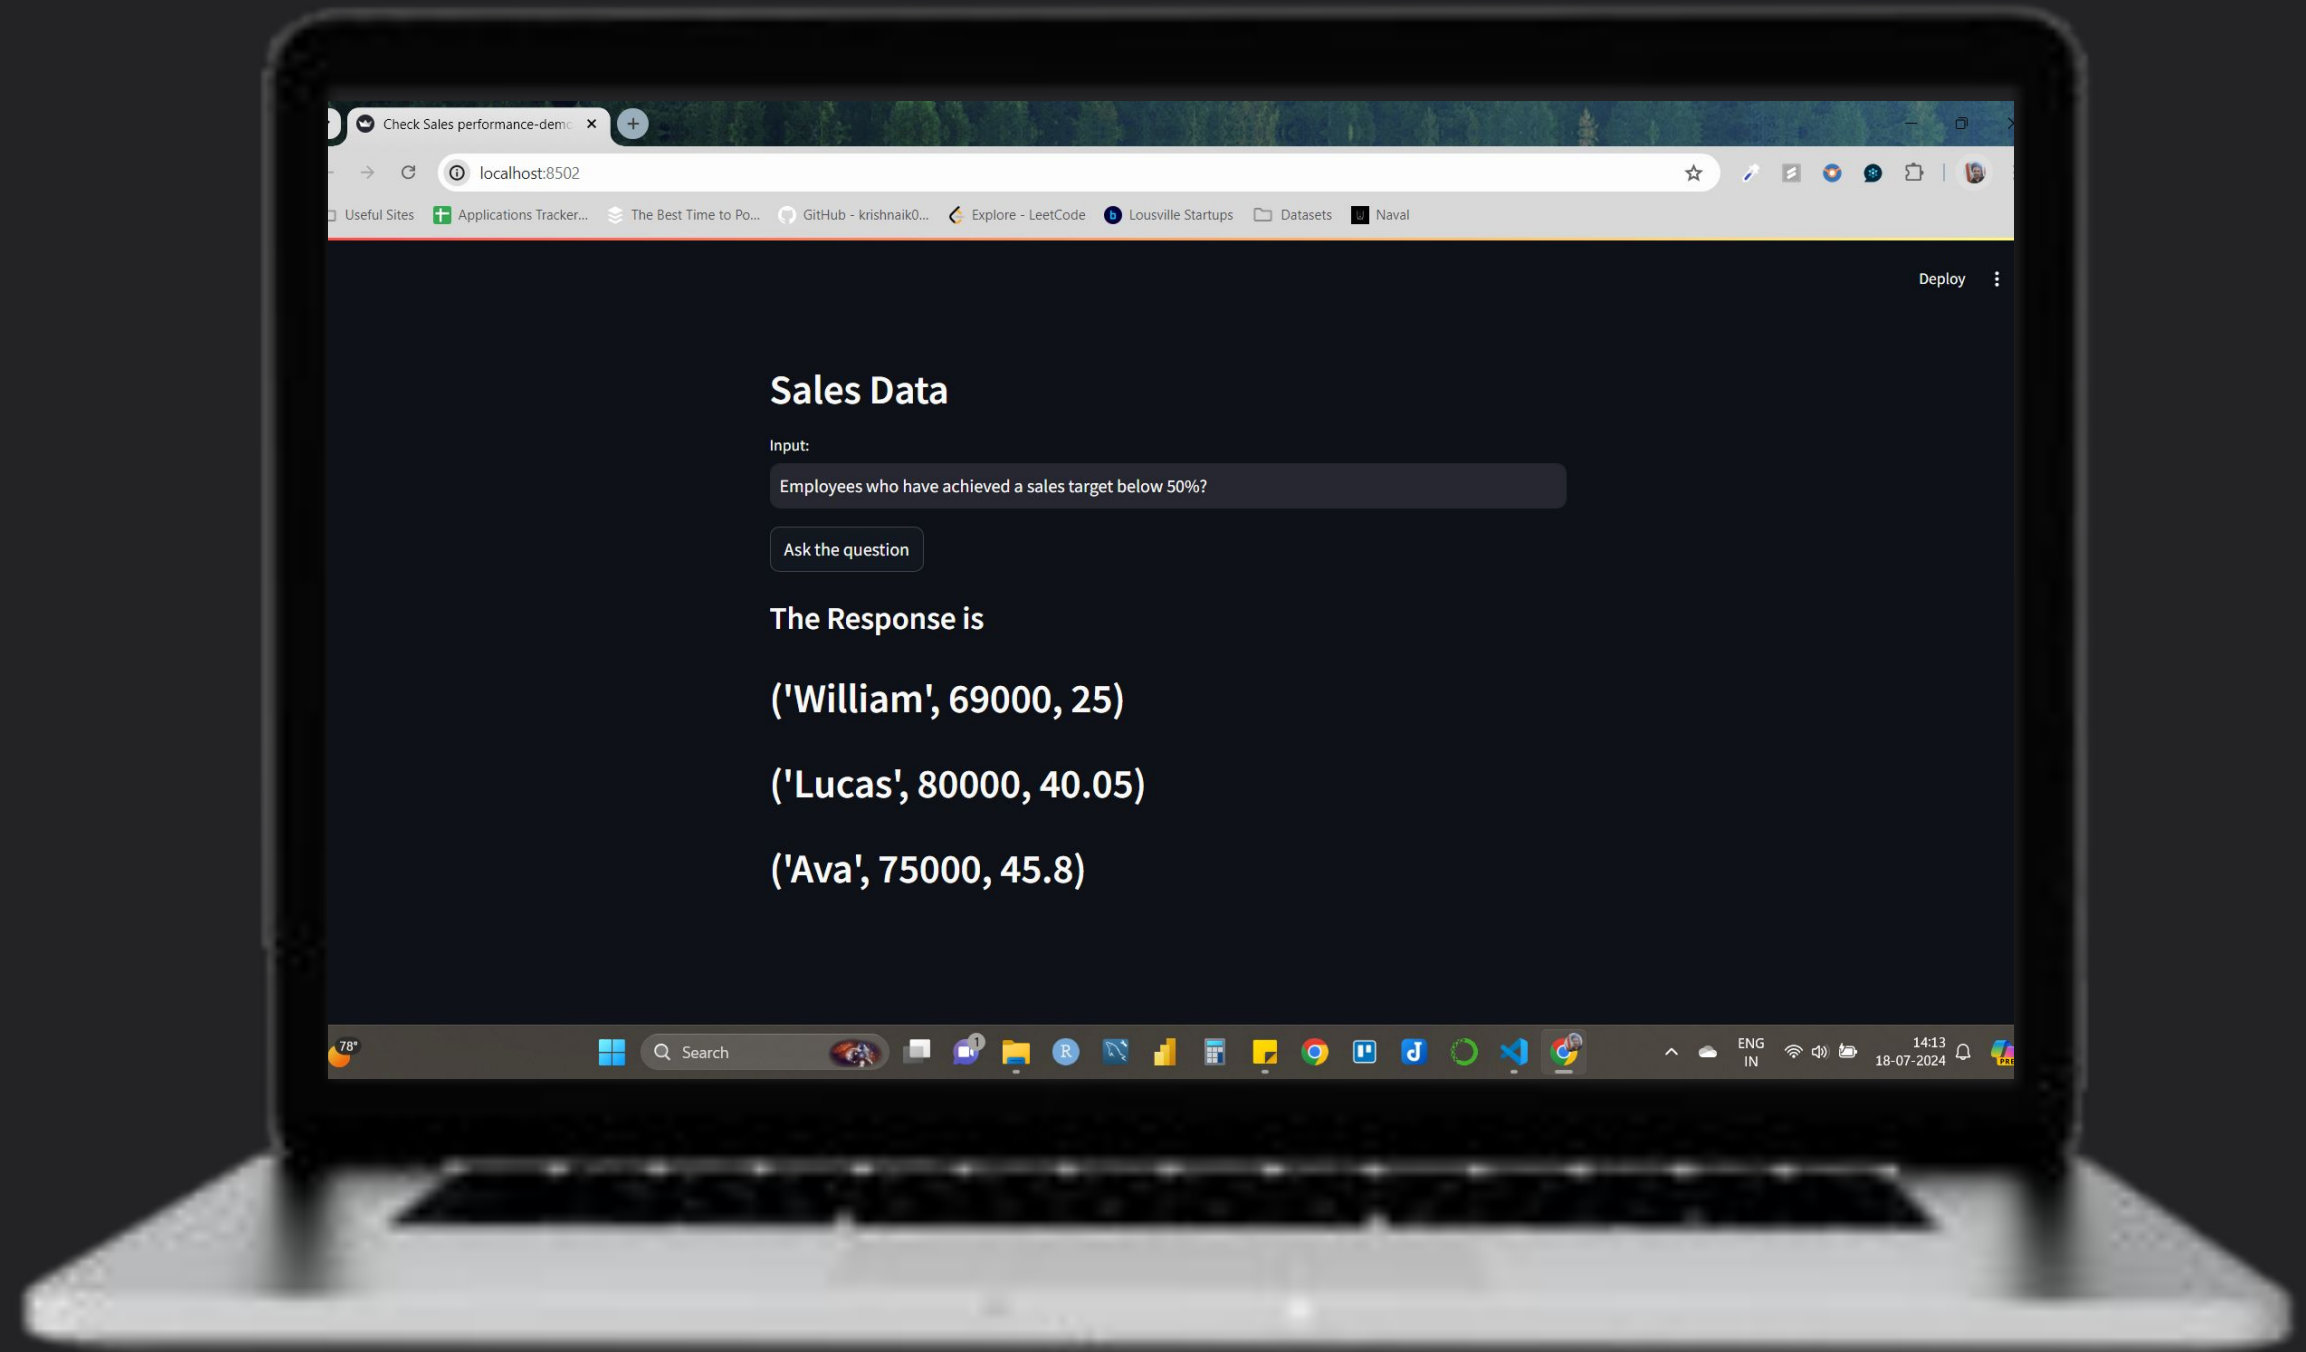 Check Sales performance-demo
localhost:8502
Useful Sites Applications Tracker... The Best Time to Po... GitHub - krishnaik0... Explore - LeetCode Lousville Startups Datasets Naval
Deploy
Sales Data
Input:
Employees who have achieved a sales target below 50%?
Ask the question
The Response is
('William', 69000, 25)
('Lucas', 80000, 40.05)
('Ava', 75000, 45.8)
78°
Search
1
R
ENG
IN
14:13
18-07-2024
PRE